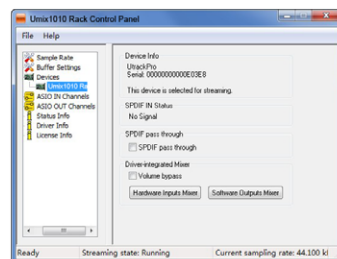 Umix1010 Rack Control Panel
File Help
Sample Rate
Buffer Settings
Devices
Umix1010 Ra
ASIO IN Channels
ASIO OUT Channels
Status Info
Driver Info
License Info
Device Info
UtrackPro
Serial: 00000000000E03E8
This device is selected for streaming.
SPDIF IN Status
No Signal
SPDIF pass through
SPDIF pass through
Driver-integrated Mixer
Volume bypass
Hardware Inputs Mixer Software Outputs Mixer
Ready Streaming state: Running Current sampling rate: 44.100 kl